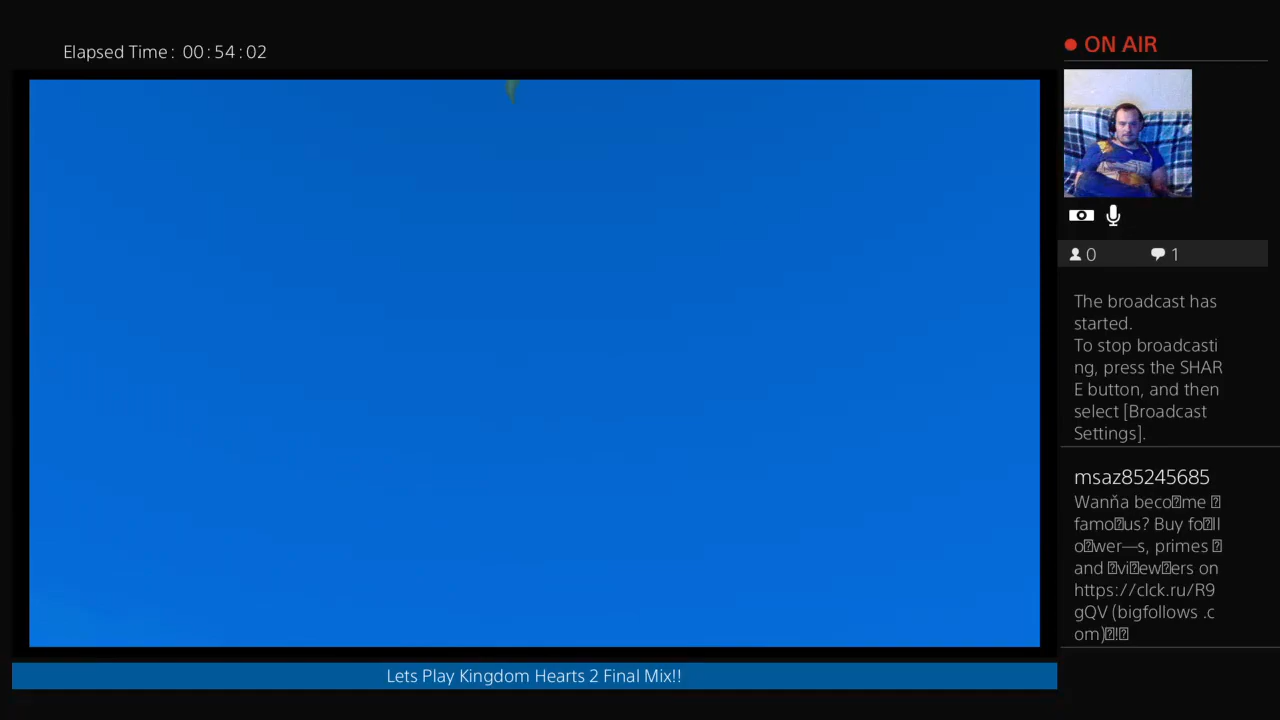 Elapsed Time: 00:54:02
ON AIR
0 1
The broadcast has
started.
To stop broadcasti
ng, press the SHAR
E button, and then
select [Broadcast
Settings].
msaz85245685
Wanňa beco⍰me ⍰
famo⍰us? Buy fo⍰ll
o⍰wer—s, primes ⍰
and ⍰vi⍰ew⍰ers on
https://clck.ru/R9
gQV (bigfollows .c
om)⍰!⍰
Lets Play Kingdom Hearts 2 Final Mix!!